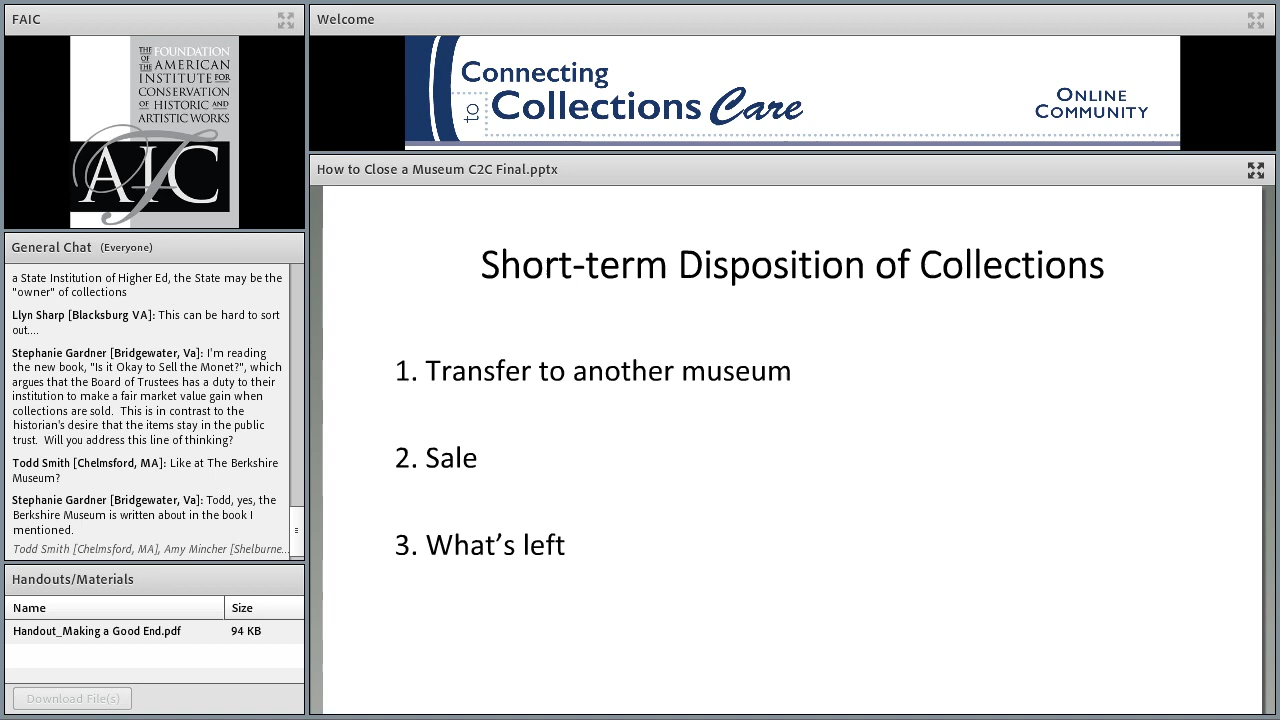 FAIC
THE FOUNDATION
OF THE AMERICAN
INSTITUTE FOR
CONSERVATION
OF HISTORIC AND
ARTISTIC WORKS
AIC
General Chat (Everyone)
a State Institution of Higher Ed, the State may be the
"owner" of collections
Llyn Sharp [Blacksburg VA]: This can be hard to sort
out....
Stephanie Gardner [Bridgewater, Va]: I'm reading
the new book, "Is it Okay to Sell the Monet?", which
argues that the Board of Trustees has a duty to their
institution to make a fair market value gain when
collections are sold.  This is in contrast to the
historian's desire that the items stay in the public
trust.  Will you address this line of thinking?
Todd Smith [Chelmsford, MA]: Like at The Berkshire
Museum?
Stephanie Gardner [Bridgewater, Va]: Todd, yes, the
Berkshire Museum is written about in the book I
mentioned.
Todd Smith [Chelmsford, MA], Amy Mincher [Shelburne...
Handouts/Materials
Name Size
Handout_Making a Good End.pdf 94 KB
Download File(s)
Welcome
Connecting
to Collections Care
ONLINE
COMMUNITY
How to Close a Museum C2C Final.pptx
Short-term Disposition of Collections
1. Transfer to another museum
2. Sale
3. What's left